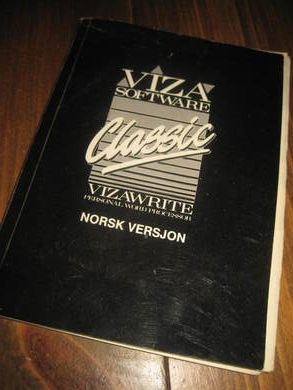 VIZA
SOFTWARE
Classic
VIZAWRITE
PERSONAL WORD PROCESSOR
NORSK VERSJON